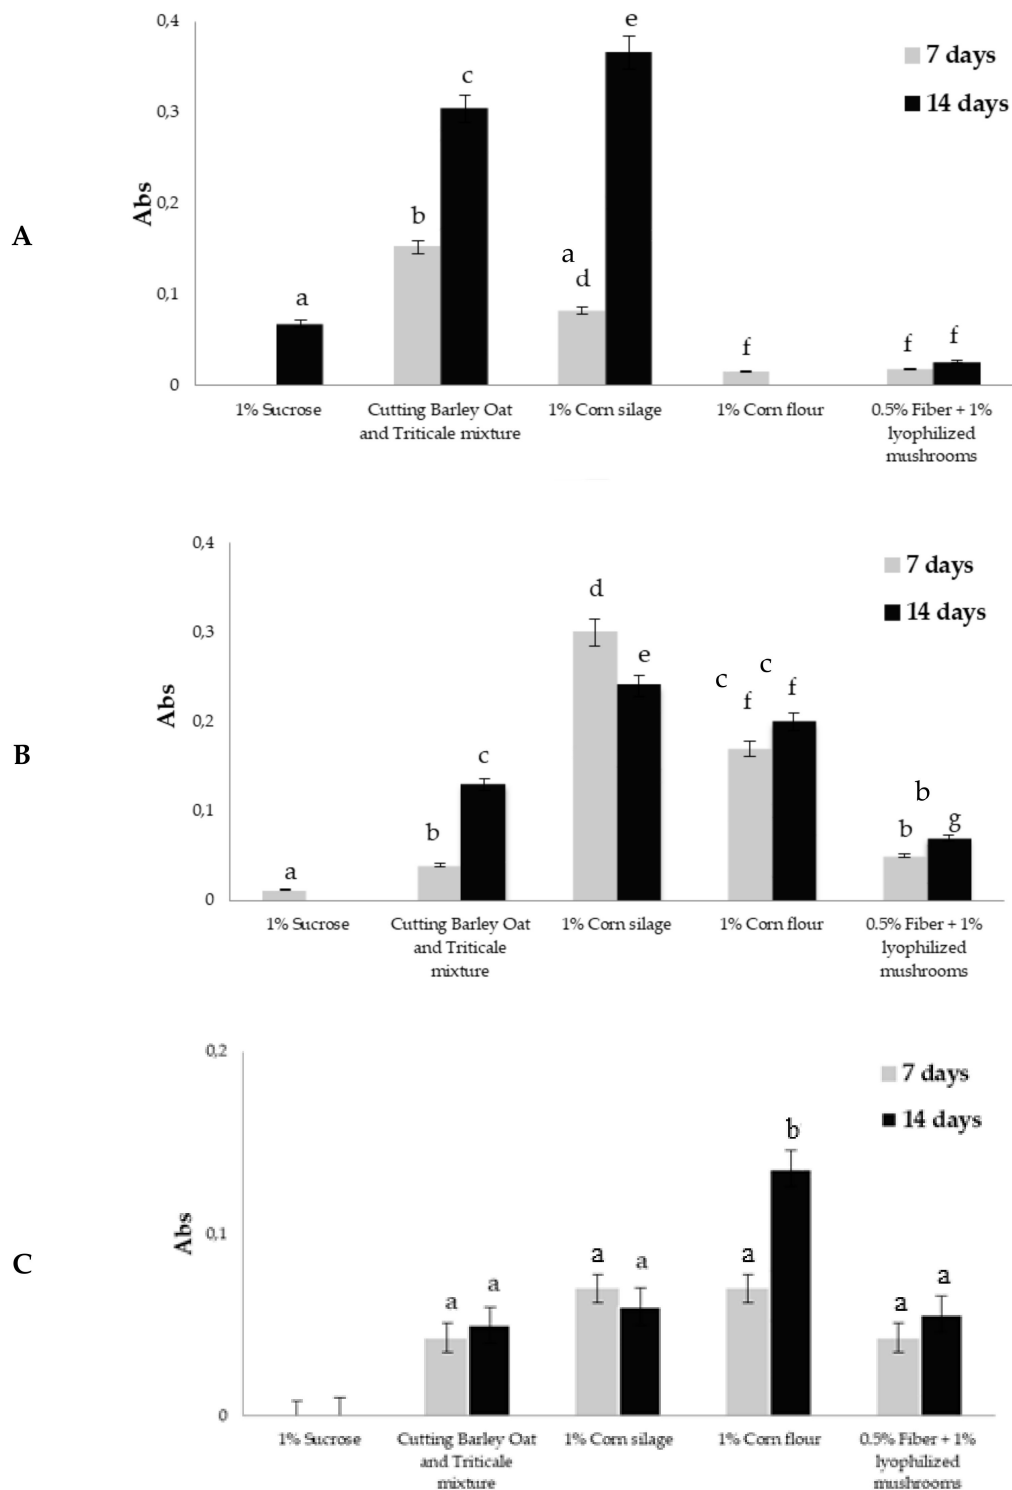 A
Abs
0,4
0,3
0,2
0,1
0
7 days
14 days
a
b
c
a
d
e
f
f
f
1% Sucrose
Cutting Barley Oat
and Triticale mixture
1% Corn silage
1% Corn flour
0.5% Fiber + 1%
lyophilized
mushrooms
B
Abs
0,4
0,3
0,2
0,1
0
7 days
14 days
a
b
c
d
e
c
f
c
f
b
b
g
1% Sucrose
Cutting Barley Oat
and Triticale
mixture
1% Corn silage
1% Corn flour
0.5% Fiber + 1%
lyophilized
mushrooms
C
Abs
0,2
0,1
0
7 days
14 days
a
a
a
a
a
b
a
a
1% Sucrose
Cutting Barley Oat
and Triticale
mixture
1% Corn silage
1% Corn flour
0.5% Fiber + 1%
lyophilized
mushrooms